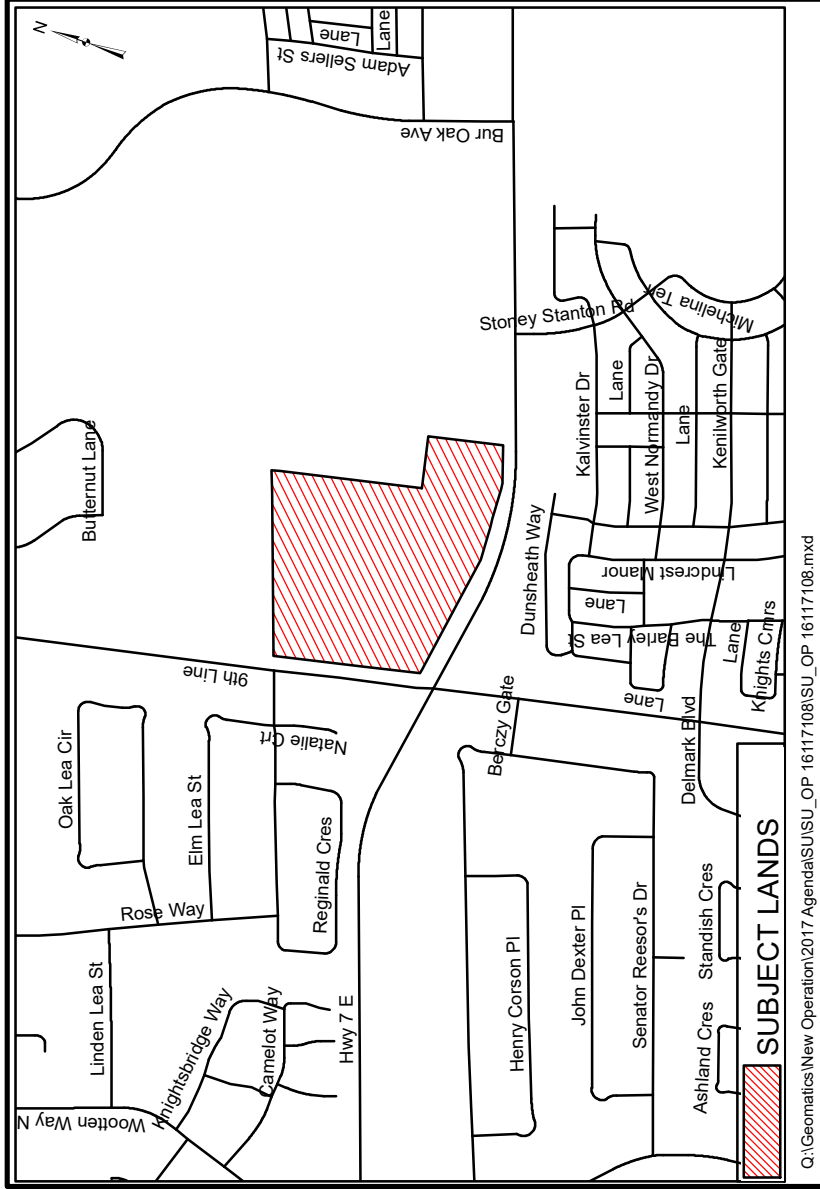 N
Adam Sellers St
Lane
Lane
Bur Oak Ave
Butternut Lane
Stoney Stanton Rd
Michelina Terr
Kalvinster Dr
Lane
West Normandy Dr
Lane
Kenilworth Gate
Dunsheath Way
Lindcrest Manor
Lane
The Barley Lea St
Lane
Knights Cmrs
Lane
Delmark Blvd
9th Line
Berczy Gate
Oak Lea Cir
Elm Lea St
Natalie Crt
Reginald Cres
Rose Way
Linden Lea St
Knightsbridge Way
Camelot Way
Hwy 7 E
Wootten Way N
Henry Corson Pl
John Dexter Pl
Senator Reesor's Dr
Standish Cres
Ashland Cres
SUBJECT LANDS
Q:\Geomatics\New Operation\2017 Agenda\SU\SU_OP 16117108\SU_OP 16117108.mxd